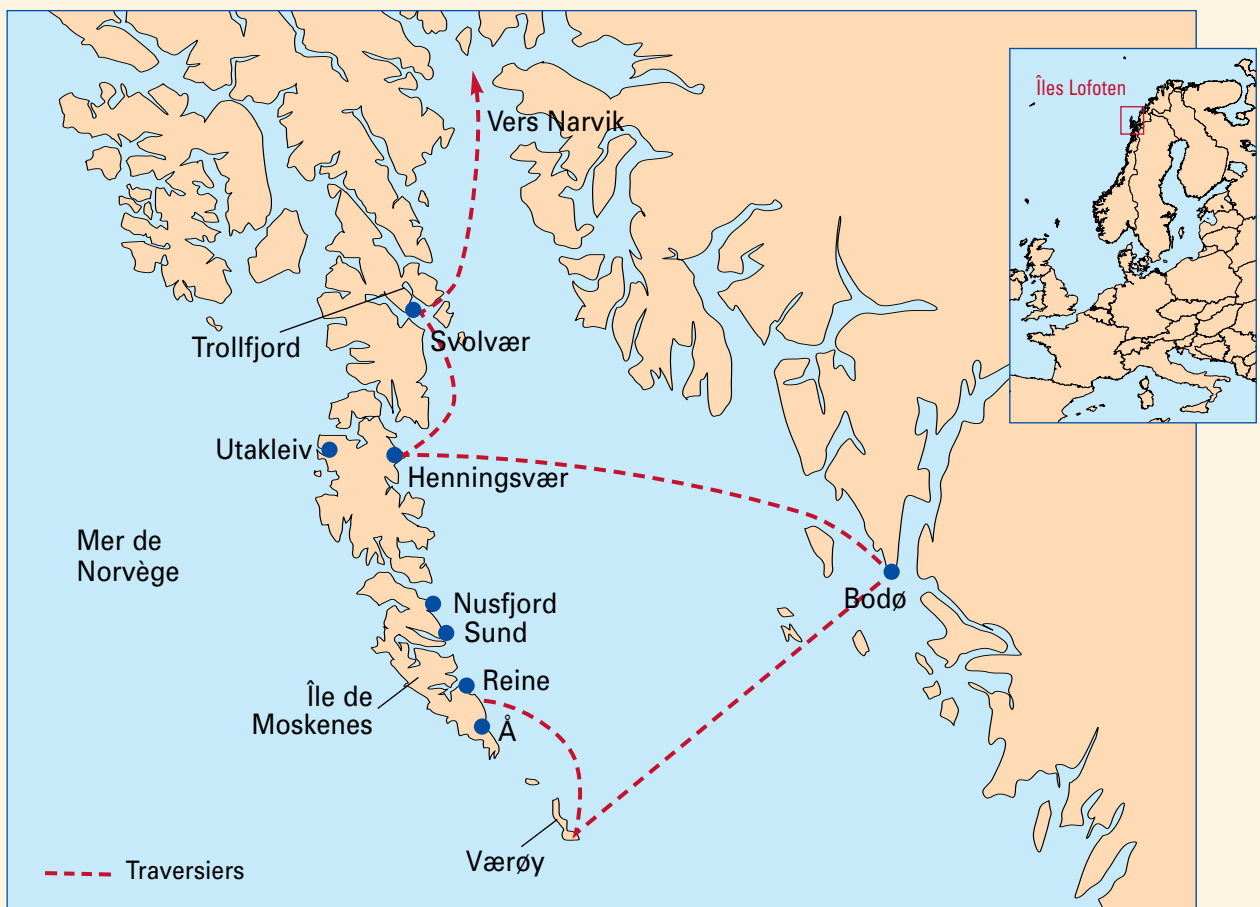 Îles Lofoten
Vers Narvik
Trollfjord
Svolvær
Utakleiv
Henningsvær
Mer de
Norvège
Bodø
Nusfjord
Sund
Reine
Île de
Moskenes
Å
Værøy
Traversiers